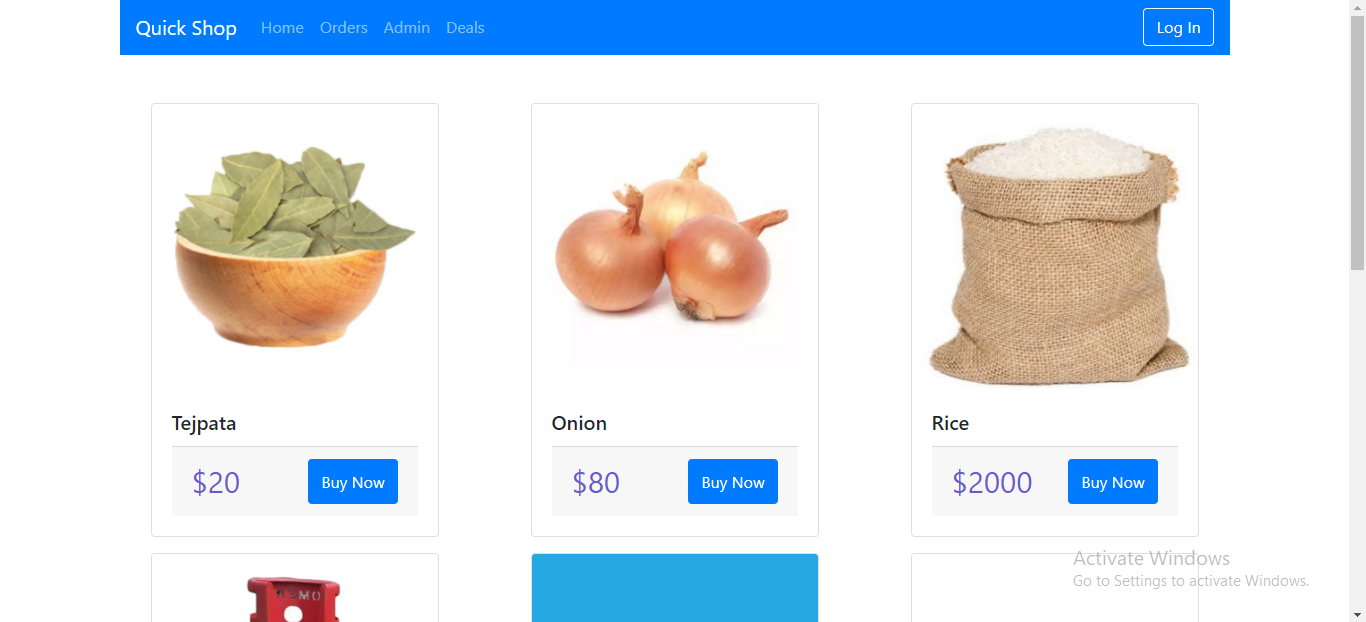 Quick Shop Home Orders Admin Deals Log In
Tejpata Onion Rice
$20 Buy Now $80 Buy Now $2000 Buy Now
Activate Windows
Go to Settings to activate Windows.